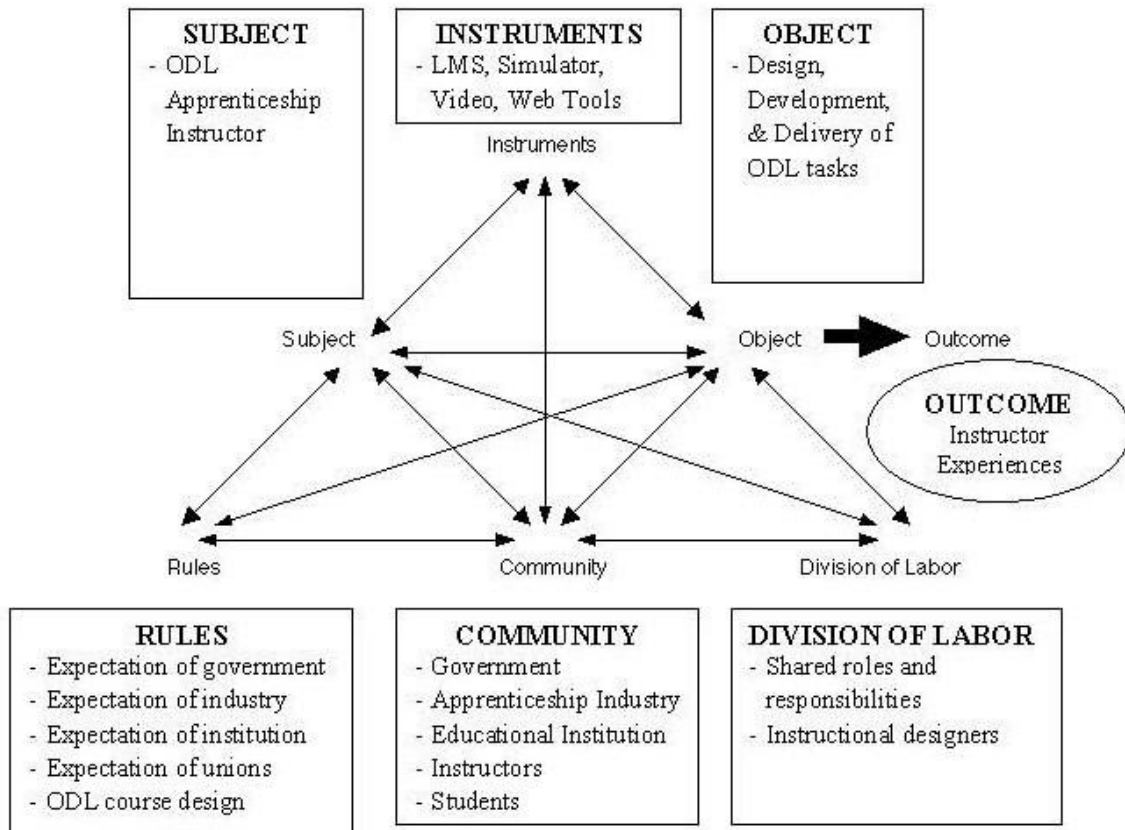 SUBJECT
- ODL
Apprenticeship
Instructor
INSTRUMENTS
- LMS, Simulator,
Video, Web Tools
OBJECT
- Design,
Development,
& Delivery of
ODL tasks
Instruments
Subject
Object
Outcome
OUTCOME
Instructor
Experiences
Rules
Community
Division of Labor
RULES
- Expectation of government
- Expectation of industry
- Expectation of institution
- Expectation of unions
- ODL course design
COMMUNITY
- Government
- Apprenticeship Industry
- Educational Institution
- Instructors
- Students
DIVISION OF LABOR
- Shared roles and
responsibilities
- Instructional designers